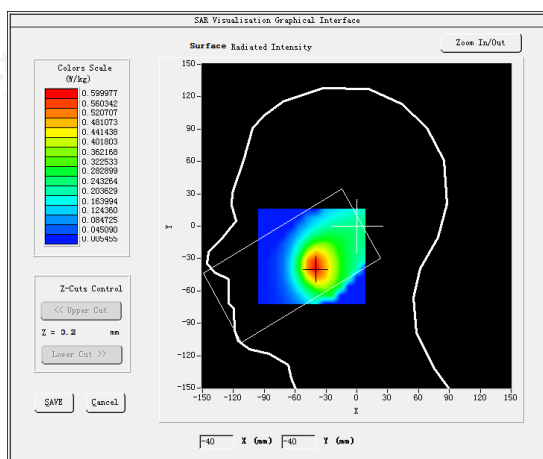 SAR Visualisation Graphical Interface
Surface Radiated Intensity
Zoom In/Out
Colors Scale
(W/kg)
0.599977
0.560342
0.520707
0.481073
0.441438
0.401803
0.362168
0.322533
0.282899
0.243264
0.203629
0.163994
0.124360
0.084725
0.045090
0.005455
Z-Cuts Control
<< Upper Cut
Z = 0.2 mm
Lower Cut >>
SAVE Cancel
150
120
90
60
30
Y 0
-30
-60
-90
-120
-150
-150 -120 -90 -60 -30 0 30 60 90 120 150
X
-40 X (mm) -40 Y (mm)